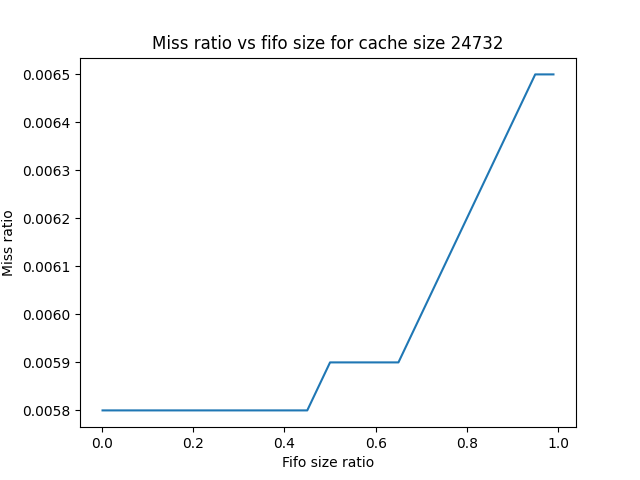 Miss ratio vs fifo size for cache size 24732
0.0065
0.0064
0.0063
0.0062
0.0061
0.0060
0.0059
0.0058
Miss ratio
0.0 0.2 0.4 0.6 0.8 1.0
Fifo size ratio